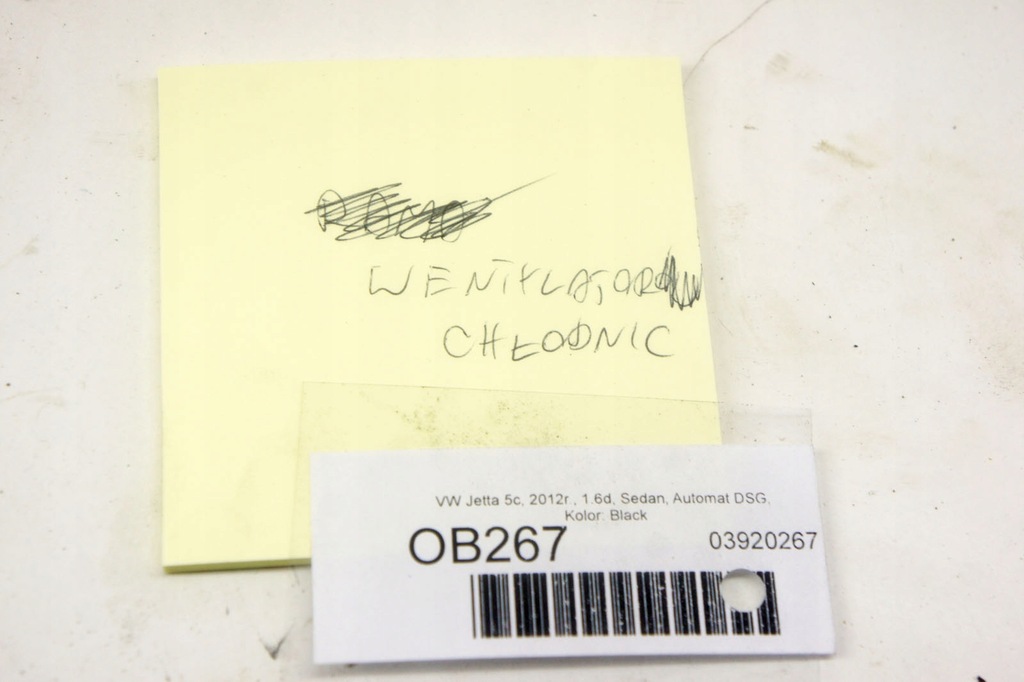 WENTYLATOR
CHŁODNIC
VW Jetta 5c, 2012r., 1.6d, Sedan, Automat DSG,
Kolor: Black
OB267
03920267